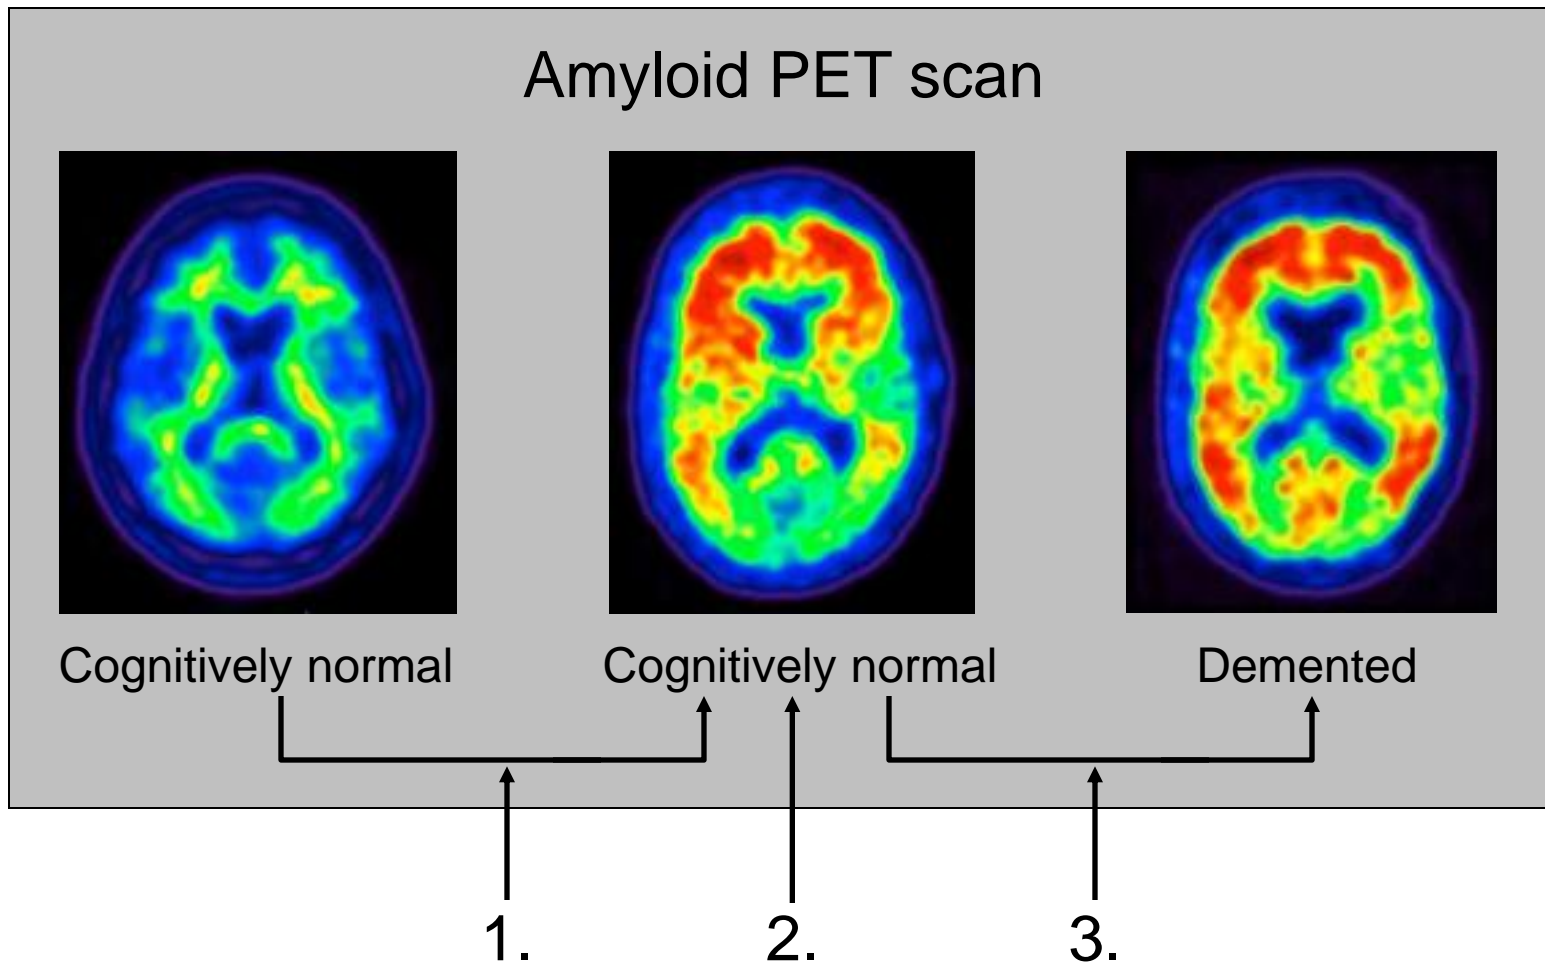 Amyloid PET scan
Cognitively normal
Cognitively normal
Demented
1.
2.
3.